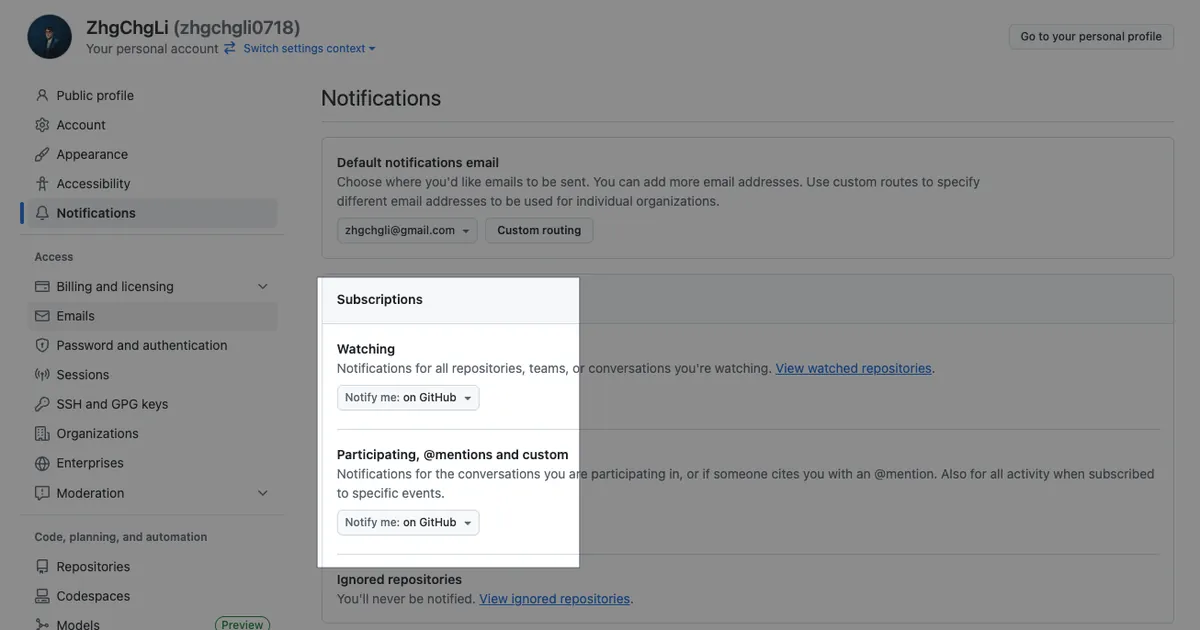 ZhgChgLi (zhgchgli0718)
Your personal account Switch settings context
Go to your personal profile
Public profile
Account
Appearance
Accessibility
Notifications
Access
Billing and licensing
Emails
Password and authentication
Sessions
SSH and GPG keys
Organizations
Enterprises
Moderation
Code, planning, and automation
Repositories
Codespaces
Models Preview
Notifications
Default notifications email
Choose where you'd like emails to be sent. You can add more email addresses. Use custom routes to specify
different email addresses to be used for individual organizations.
zhgchgli@gmail.com Custom routing
Subscriptions
Watching
Notifications for all repositories, teams, or conversations you're watching. View watched repositories.
Notify me: on GitHub
Participating, @mentions and custom
Notifications for the conversations you are participating in, or if someone cites you with an @mention. Also for all activity when subscribed
to specific events.
Notify me: on GitHub
Ignored repositories
You'll never be notified. View ignored repositories.